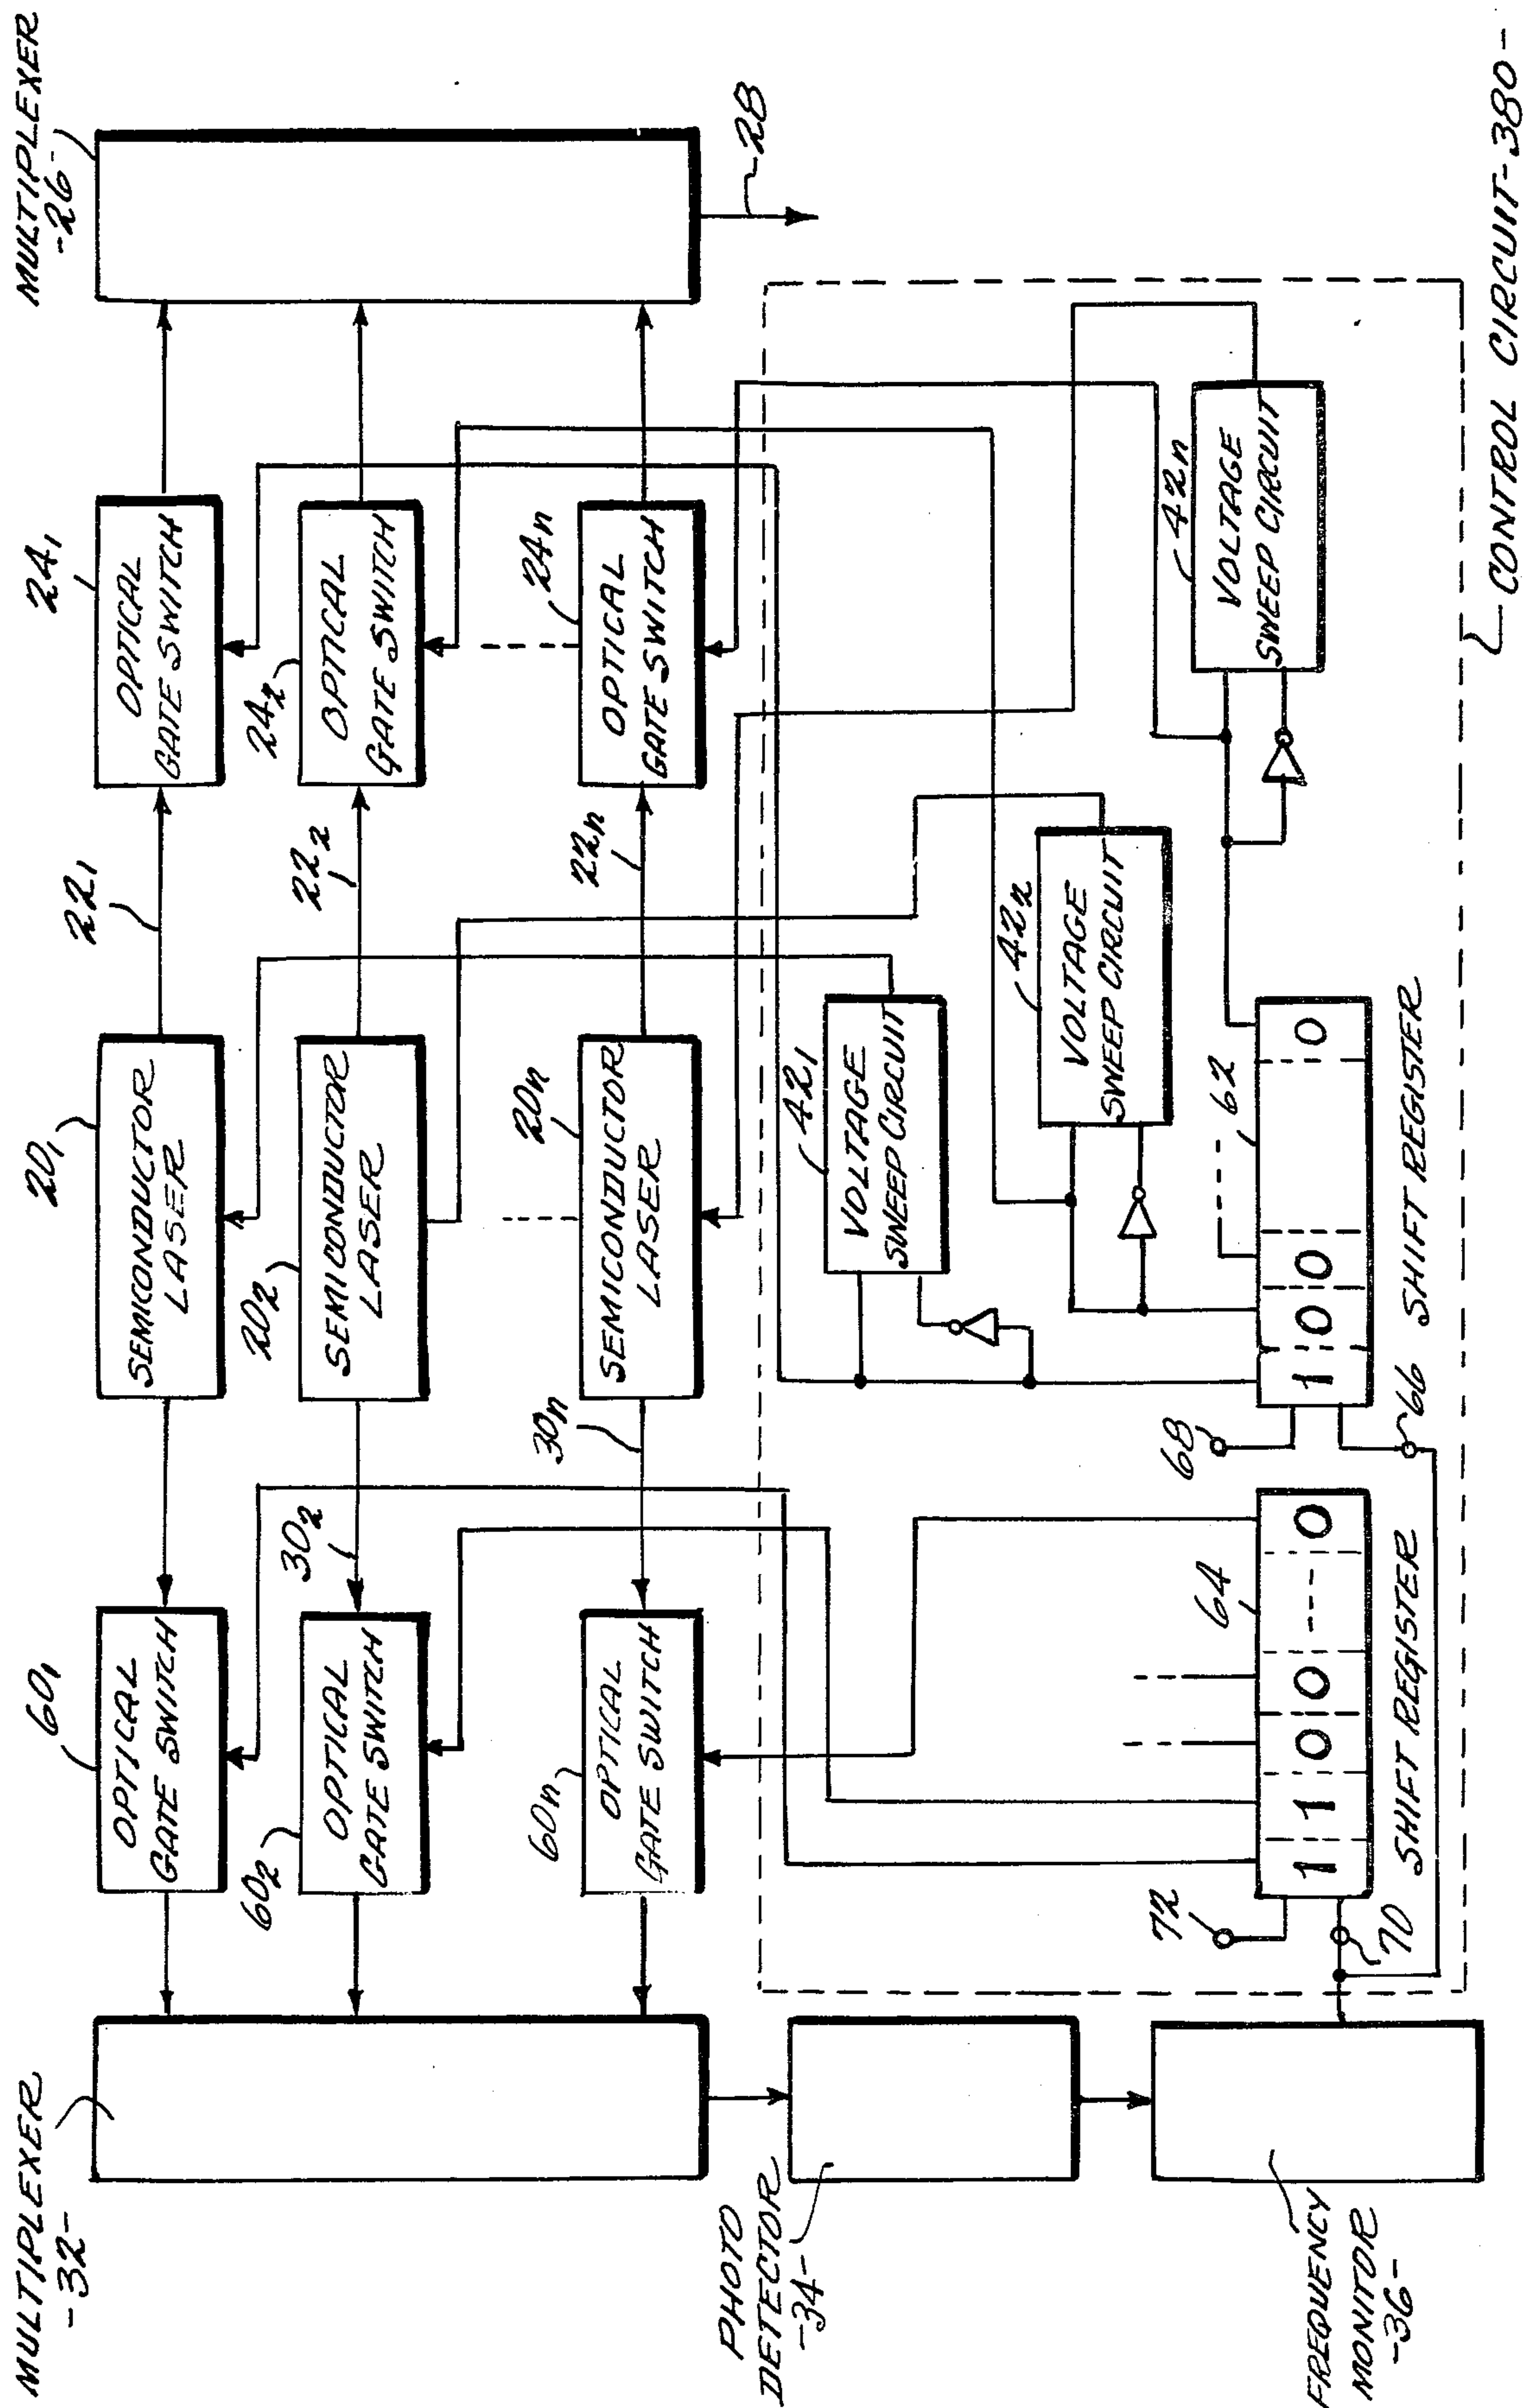 MULTIPLEXER
-32-
60₁
OPTICAL
GATE SWITCH
20₁
SEMICONDUCTOR
LASER
22₁
24₁
OPTICAL
GATE SWITCH
MULTIPLEXER
-26-
60₂
OPTICAL
GATE SWITCH
30₂
20₂
SEMICONDUCTOR
LASER
22₂
24₂
OPTICAL
GATE SWITCH
60n
OPTICAL
GATE SWITCH
30n
20n
SEMICONDUCTOR
LASER
22n
24n
OPTICAL
GATE SWITCH
28
PHOTO
DETECTOR
-34-
42₁
VOLTAGE
SWEEP CIRCUIT
42₂
VOLTAGE
SWEEP CIRCUIT
42n
VOLTAGE
SWEEP CIRCUIT
72
64
68
62
1 1 0 0 --- 0
1 0 0 0
70
SHIFT REGISTER
66
SHIFT REGISTER
FREQUENCY
MONITOR
-36-
CONTROL CIRCUIT-380-